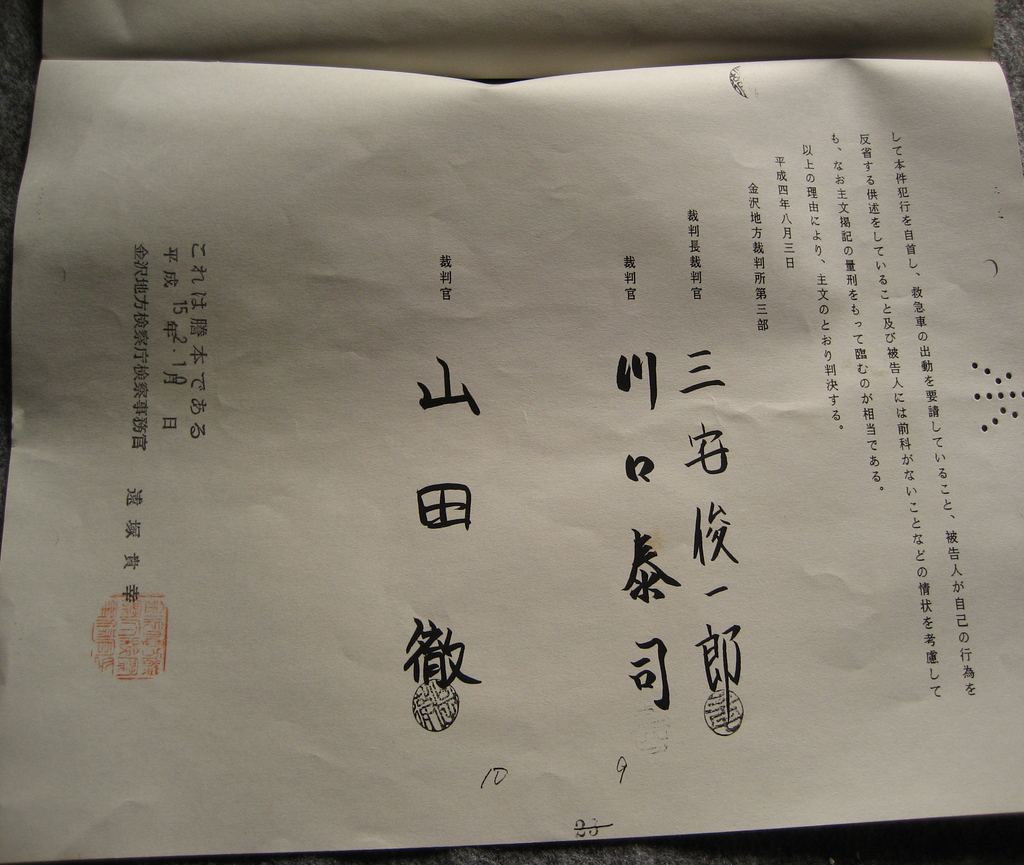 して本件犯行を自首し、救急車の出動を要請していること、被告人が自己の行為を
反省する供述をしていること及び被告人には前科がないことなどの情状を考慮して
も、なお主文掲記の量刑をもって臨むのが相当である。
以上の理由により、主文のとおり判決する。
平成四年八月三日
金沢地方裁判所第三部
裁判長裁判官 三安俊一郎
裁判官 川口泰司
裁判官 山田徹
これは謄本である
平成15年2.10月日
金沢地方検察庁検察事務官 遠塚貴幸
9
10
23